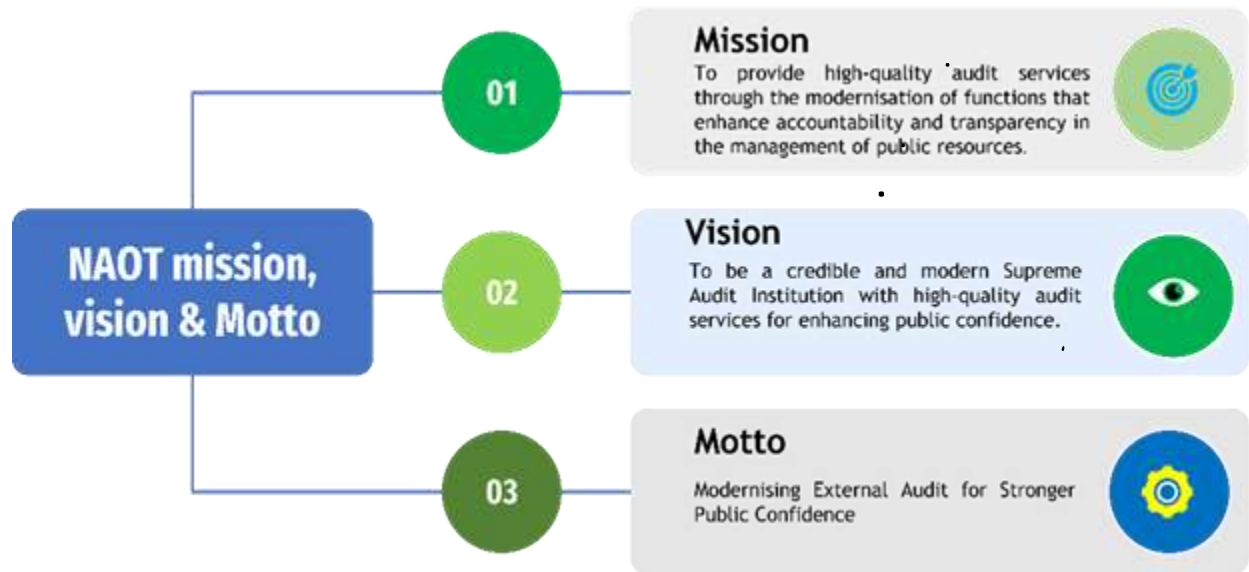 NAOT mission,
vision & Motto
01
Mission
To provide high-quality audit services
through the modernisation of functions that
enhance accountability and transparency in
the management of public resources.
02
Vision
To be a credible and modern Supreme
Audit Institution with high-quality audit
services for enhancing public confidence.
03
Motto
Modernising External Audit for Stronger
Public Confidence